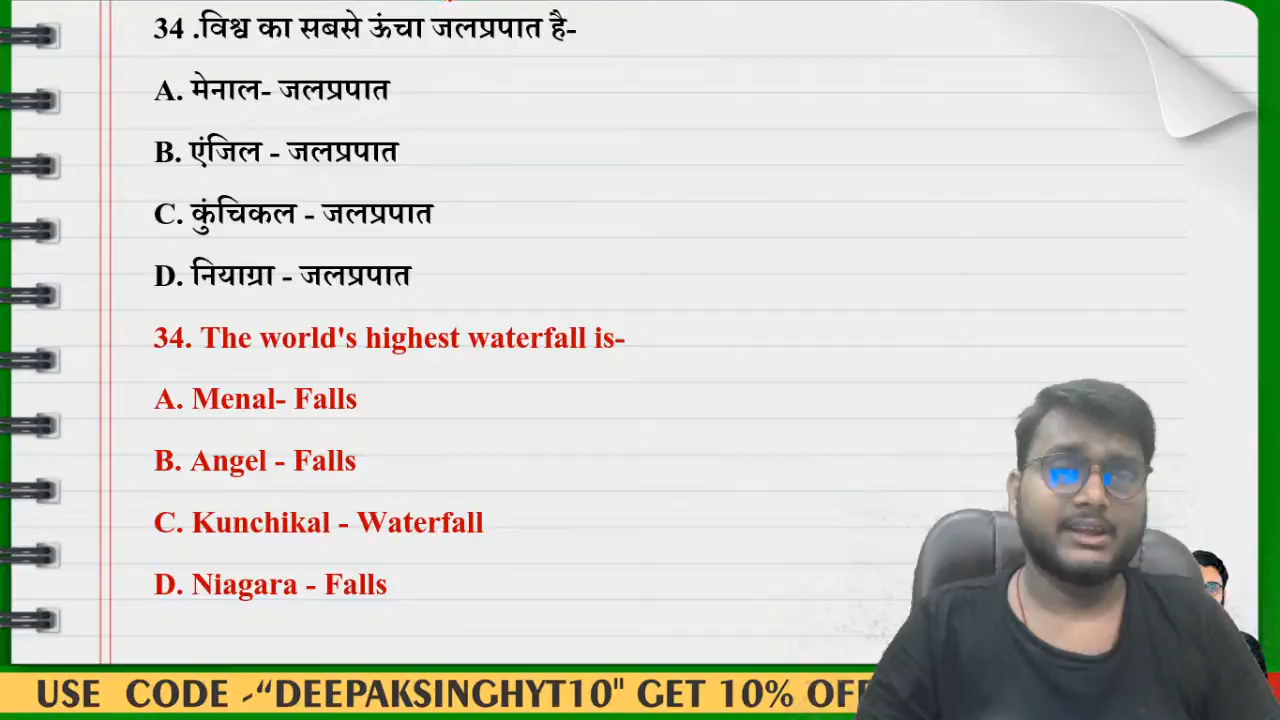 34 .विश्व का सबसे ऊंचा जलप्रपात है-
A. मेनाल- जलप्रपात
B. एंजिल - जलप्रपात
C. कुंचिकल - जलप्रपात
D. नियाग्रा - जलप्रपात
34. The world's highest waterfall is-
A. Menal- Falls
B. Angel - Falls
C. Kunchikal - Waterfall
D. Niagara - Falls
USE CODE -“DEEPAKSINGHYT10" GET 10% OFF